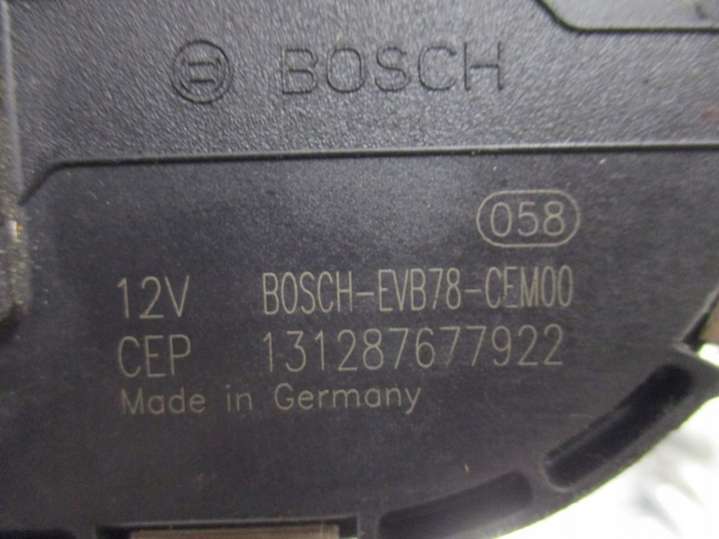 BOSCH
058
12V BOSCH-EVB78-CEM00
CEP 131287677922
Made in Germany